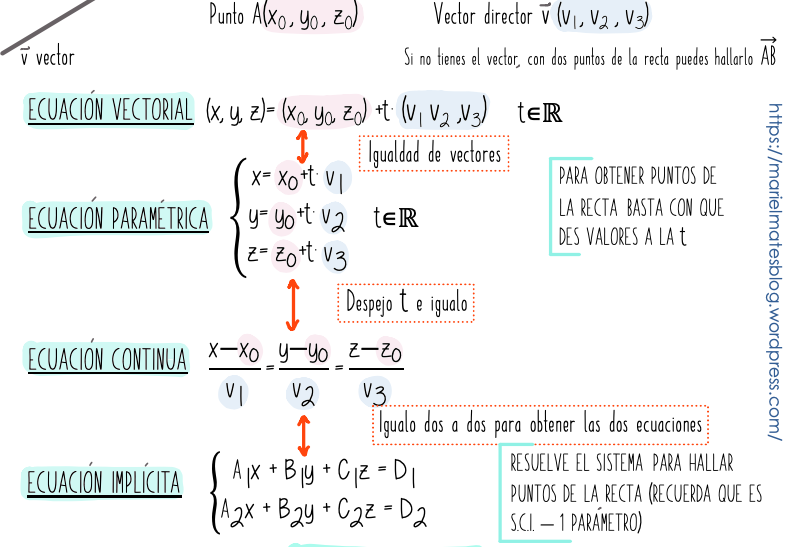 Punto A(x₀, y₀, z₀) Vector director v⃗ (v₁, v₂, v₃)
v⃗ vector Si no tienes el vector, con dos puntos de la recta puedes hallarlo A⃗B⃗
ECUACIÓN VECTORIAL (x, y, z)= (x₀, y₀, z₀) +t· (v₁ v₂ ,v₃) t∈ℝ
Igualdad de vectores
ECUACIÓN PARAMÉTRICA
x= x₀+t· v₁
y= y₀+t· v₂ t∈ℝ
z= z₀+t· v₃
PARA OBTENER PUNTOS DE
LA RECTA BASTA CON QUE
DES VALORES A LA t
Despejo t e igualo
ECUACIÓN CONTINUA x—x₀/v₁ = y—y₀/v₂ = z—z₀/v₃
Igualo dos a dos para obtener las dos ecuaciones
ECUACIÓN IMPLÍCITA
A₁x + B₁y + C₁z = D₁
A₂x + B₂y + C₂z = D₂
RESUELVE EL SISTEMA PARA HALLAR
PUNTOS DE LA RECTA (RECUERDA QUE ES
S.C.I. – 1 PARÁMETRO)
https://marielmatesblog.wordpress.com/